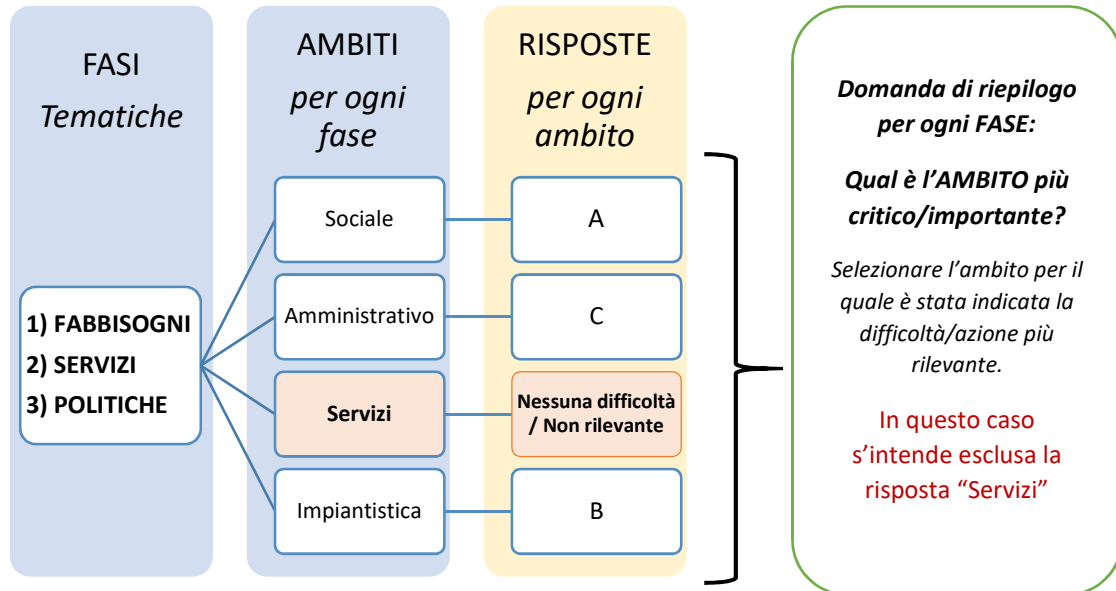 FASI
Tematiche
1) FABBISOGNI
2) SERVIZI
3) POLITICHE
AMBITI
per ogni
fase
Sociale
Amministrativo
Servizi
Impiantistica
RISPOSTE
per ogni
ambito
A
C
Nessuna difficoltà
/ Non rilevante
B
Domanda di riepilogo
per ogni FASE:
Qual è l’AMBITO più
critico/importante?
Selezionare l’ambito per il
quale è stata indicata la
difficoltà/azione più
rilevante.
In questo caso
s’intende esclusa la
risposta “Servizi”